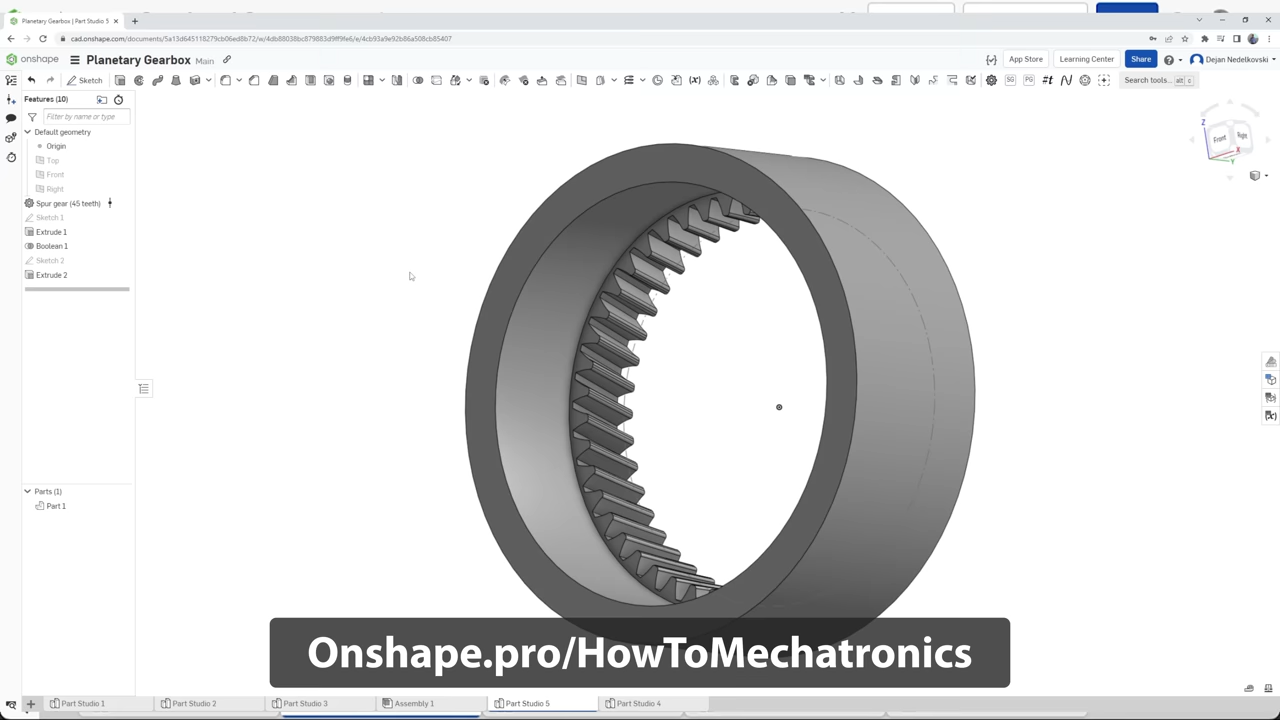 Planetary Gearbox | Part Studio 5
cad.onshape.com/documents/5a13d645118279cb06ed8b72/w/4db88038bc879883d9ff9fe6/e/4cb93a9e92b86a508cb85407
onshape
Planetary Gearbox Main
App Store
Learning Center
Share
Dejan Nedelkovski
Sketch
Search tools...
alt c
Features (10)
Filter by name or type
Default geometry
Origin
Top
Front
Right
Spur gear (45 teeth)
Sketch 1
Extrude 1
Boolean 1
Sketch 2
Extrude 2
Parts (1)
Part 1
Z
Front
Right
X
Y
Onshape.pro/HowToMechatronics
Part Studio 1
Part Studio 2
Part Studio 3
Assembly 1
Part Studio 5
Part Studio 4